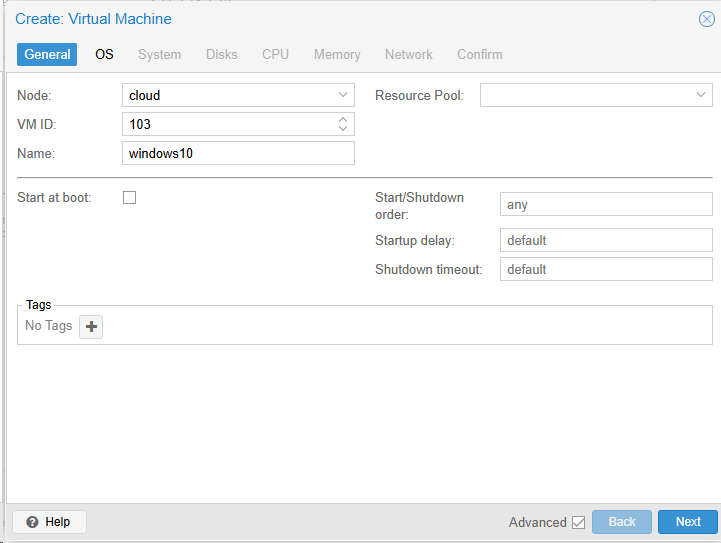 Create: Virtual Machine
General OS System Disks CPU Memory Network Confirm
Node: cloud Resource Pool:
VM ID: 103
Name: windows10
Start at boot: Start/Shutdown order: any
Startup delay: default
Shutdown timeout: default
Tags
No Tags
Help Advanced Back Next